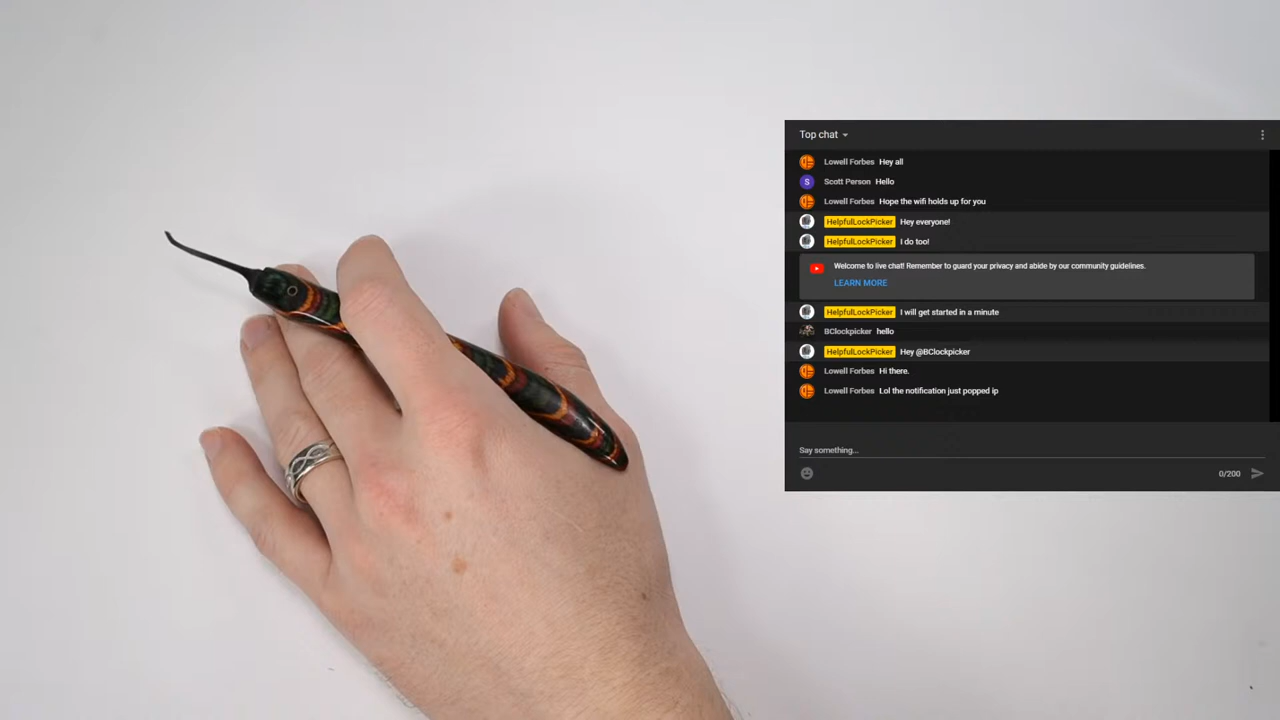 Top chat
Lowell Forbes Hey all
S Scott Person Hello
Lowell Forbes Hope the wifi holds up for you
HelpfulLockPicker Hey everyone!
HelpfulLockPicker I do too!
Welcome to live chat! Remember to guard your privacy and abide by our community guidelines.
LEARN MORE
HelpfulLockPicker I will get started in a minute
BClockpicker hello
HelpfulLockPicker Hey @BClockpicker
Lowell Forbes Hi there.
Lowell Forbes Lol the notification just popped ip
Say something...
0/200